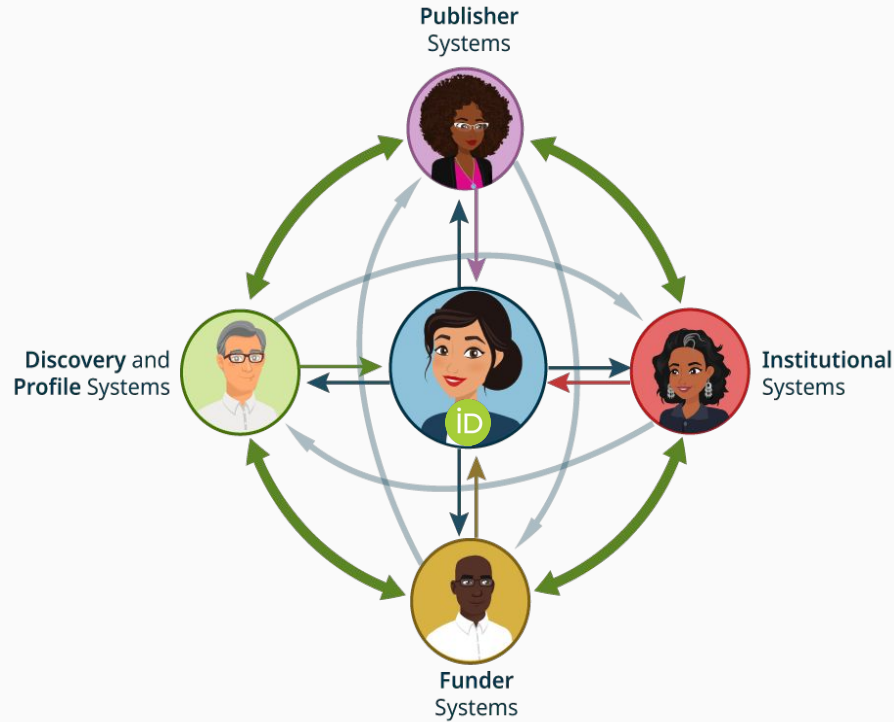 Publisher
Systems
Discovery and
Profile Systems
iD
Institutional
Systems
Funder
Systems